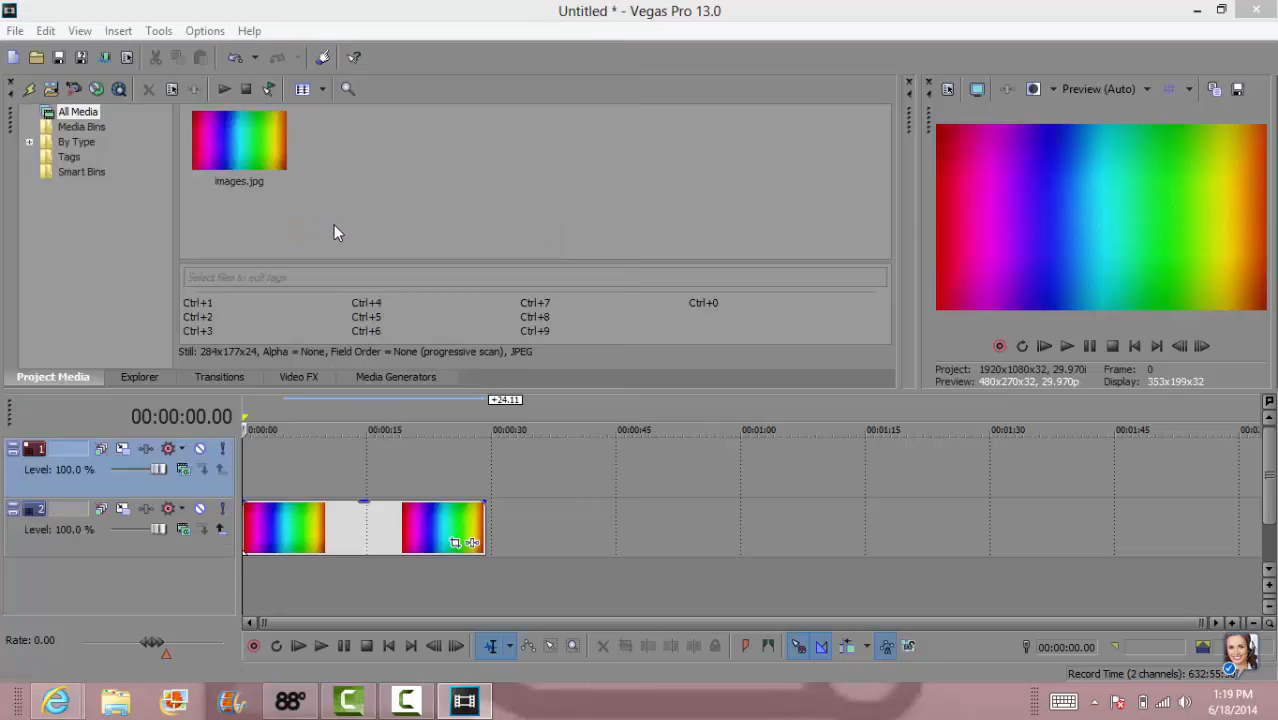 Untitled * - Vegas Pro 13.0
File Edit View Insert Tools Options Help
Preview (Auto)
All Media
Media Bins
By Type
Tags
Smart Bins
images.jpg
Select files to edit tags
Ctrl+1 Ctrl+4 Ctrl+7 Ctrl+0
Ctrl+2 Ctrl+5 Ctrl+8
Ctrl+3 Ctrl+6 Ctrl+9
Still: 284x177x24, Alpha = None, Field Order = None (progressive scan), JPEG
Project: 1920x1080x32, 29.970i Frame: 0
Preview: 480x270x32, 29.970p Display: 353x199x32
Project Media Explorer Transitions Video FX Media Generators
+24.11
00:00:00.00
0:00:00 00:00:15 00:00:30 00:00:45 00:01:00 00:01:15 00:01:30 00:01:45
1
Level: 100.0 %
2
Level: 100.0 %
Rate: 0.00
00:00:00.00
Record Time (2 channels): 632:55:
88°
1:19 PM
6/18/2014